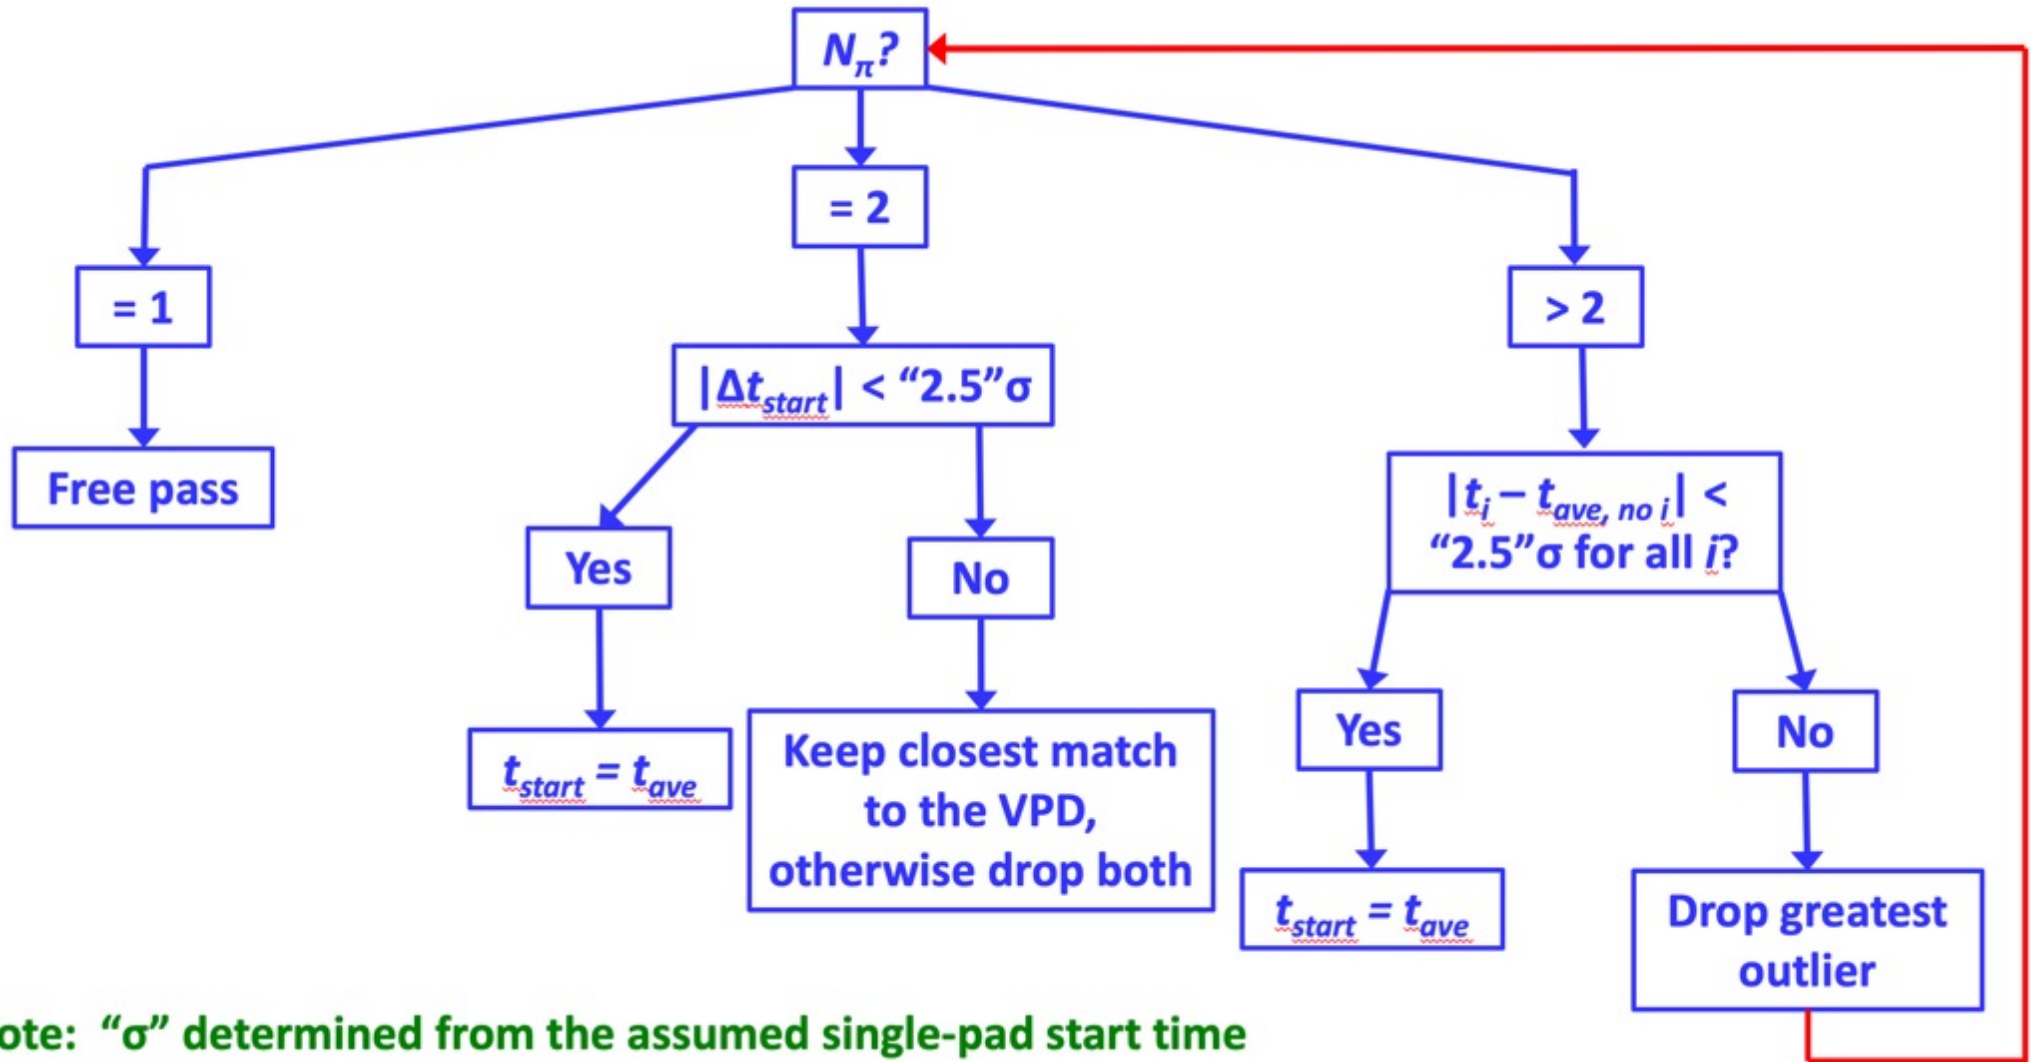 Nπ?
= 2
= 1
> 2
|Δtstart| < “2.5”σ
Free pass
|ti – tave, no i| <
“2.5”σ for all i?
Yes
No
Yes
No
tstart = tave
Keep closest match
to the VPD,
otherwise drop both
tstart = tave
Drop greatest
outlier
ote: “σ” determined from the assumed single-pad start time